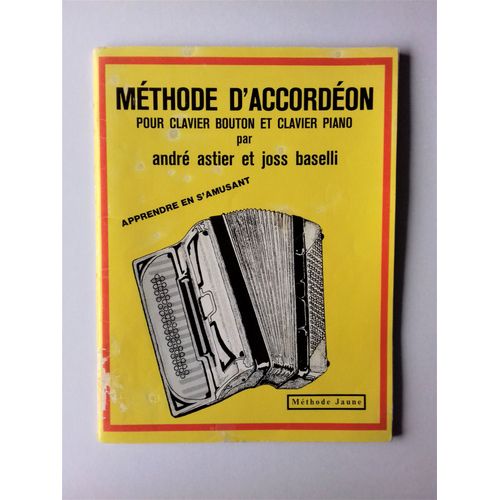 MÉTHODE D'ACCORDÉON
POUR CLAVIER BOUTON ET CLAVIER PIANO
par
andré astier et joss baselli
APPRENDRE EN S'AMUSANT
Méthode Jaune